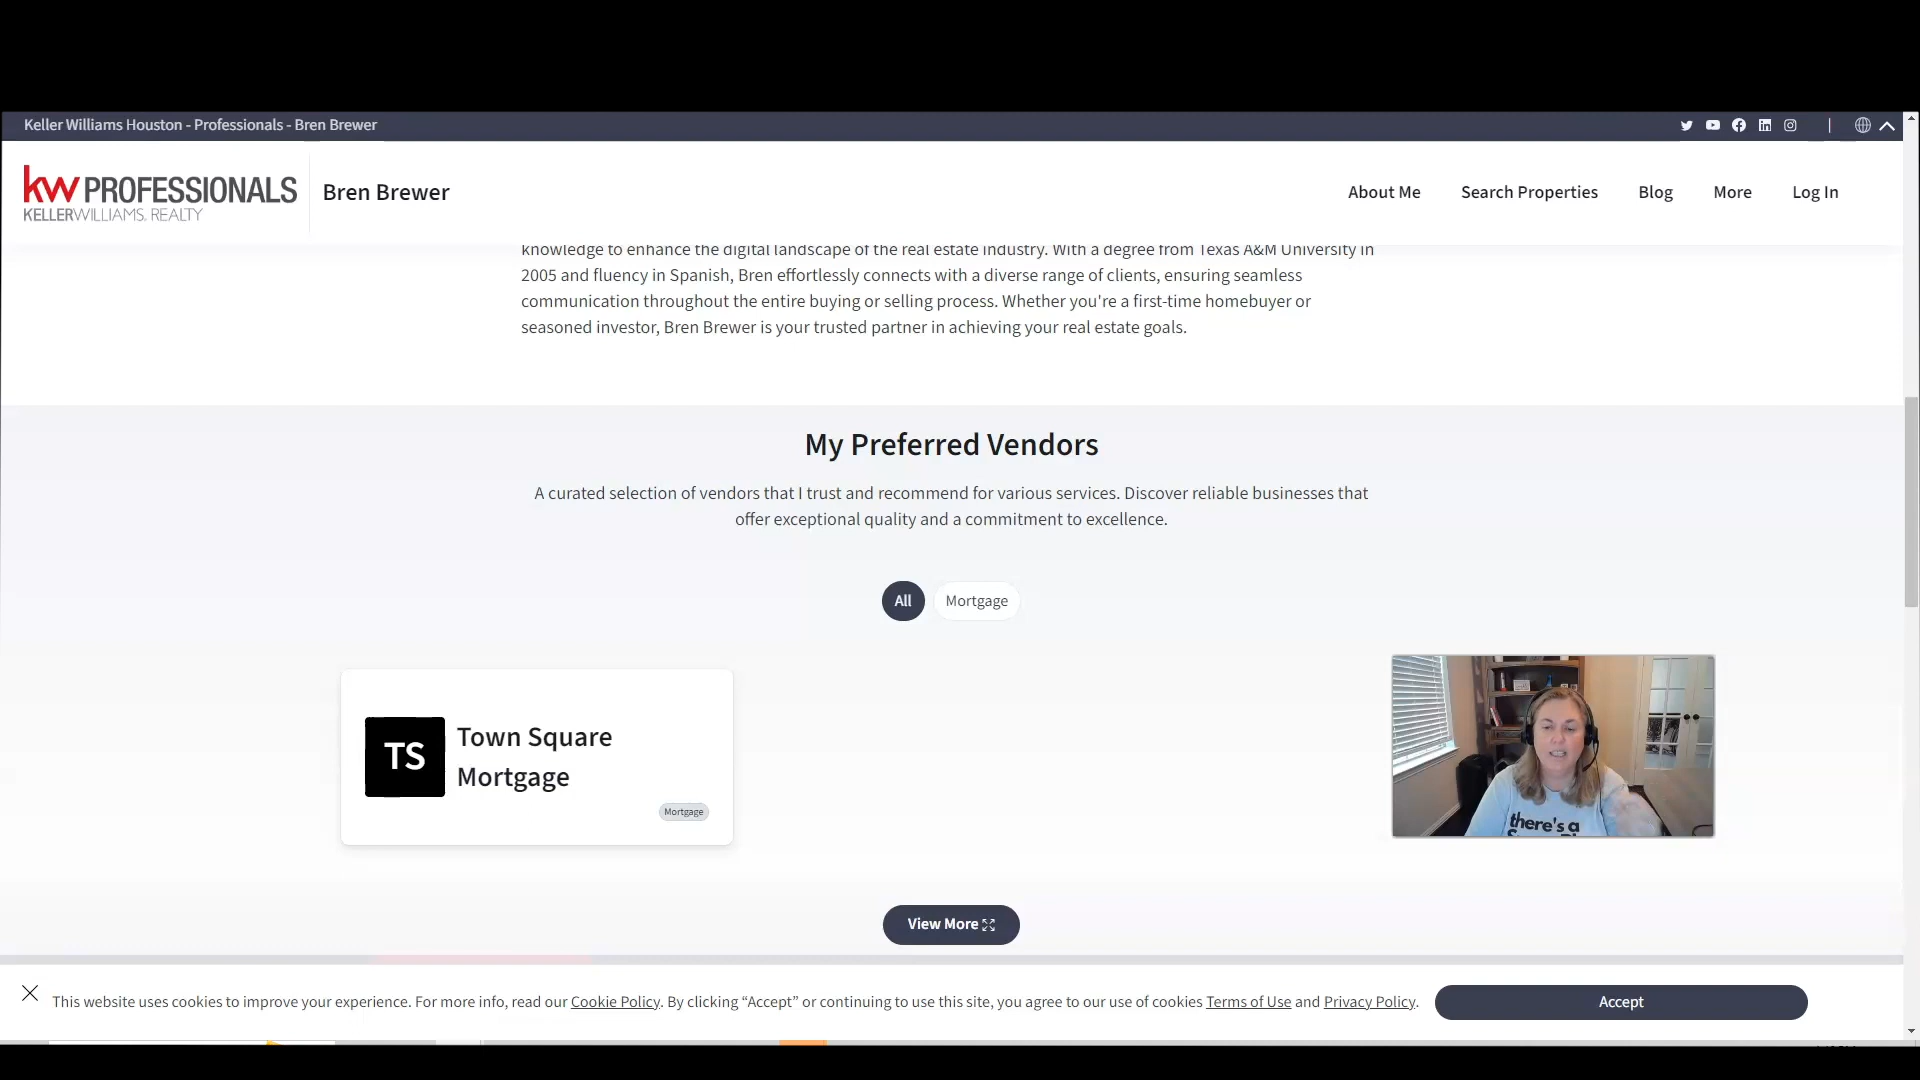 Keller Williams Houston - Professionals - Bren Brewer
kw PROFESSIONALS
KELLERWILLIAMS. REALTY
Bren Brewer
About Me
Search Properties
Blog
More
Log In
knowledge to enhance the digital landscape of the real estate industry. With a degree from Texas A&M University in
2005 and fluency in Spanish, Bren effortlessly connects with a diverse range of clients, ensuring seamless
communication throughout the entire buying or selling process. Whether you're a first-time homebuyer or
seasoned investor, Bren Brewer is your trusted partner in achieving your real estate goals.
My Preferred Vendors
A curated selection of vendors that I trust and recommend for various services. Discover reliable businesses that
offer exceptional quality and a commitment to excellence.
All
Mortgage
TS
Town Square
Mortgage
Mortgage
there's a
View More
This website uses cookies to improve your experience. For more info, read our Cookie Policy. By clicking “Accept” or continuing to use this site, you agree to our use of cookies Terms of Use and Privacy Policy.
Accept